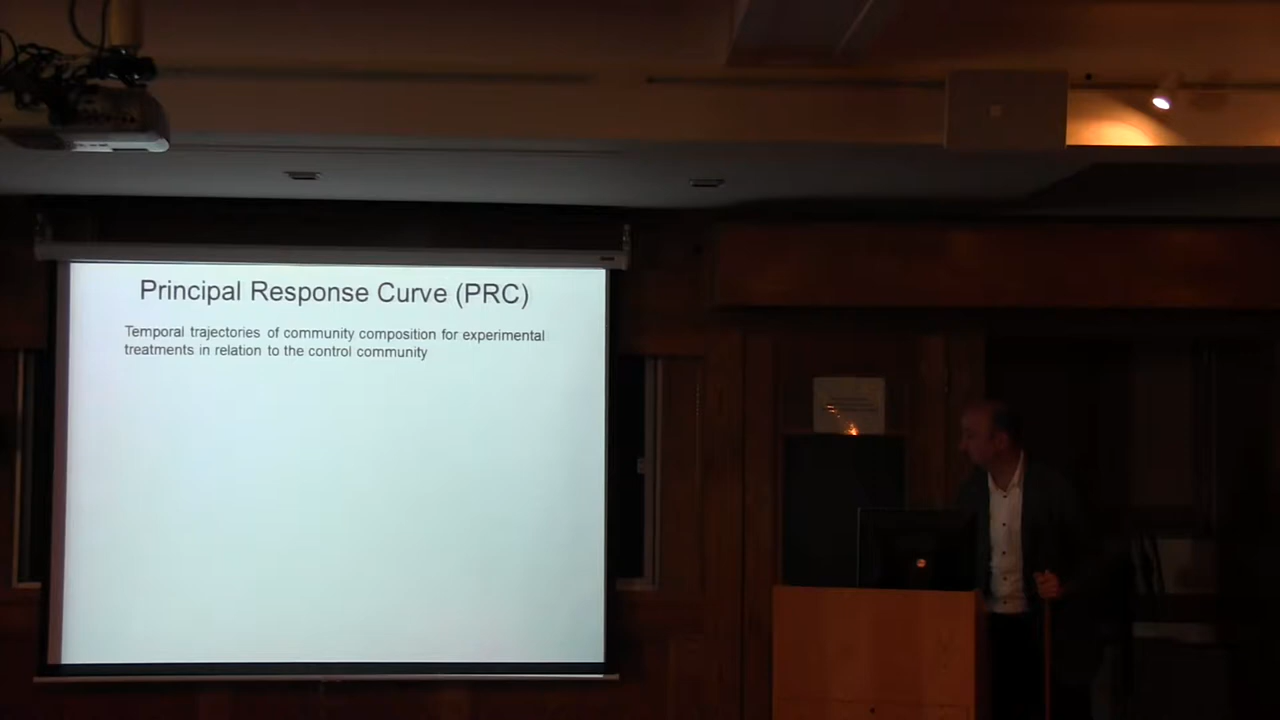 Principal Response Curve (PRC)
Temporal trajectories of community composition for experimental
treatments in relation to the control community